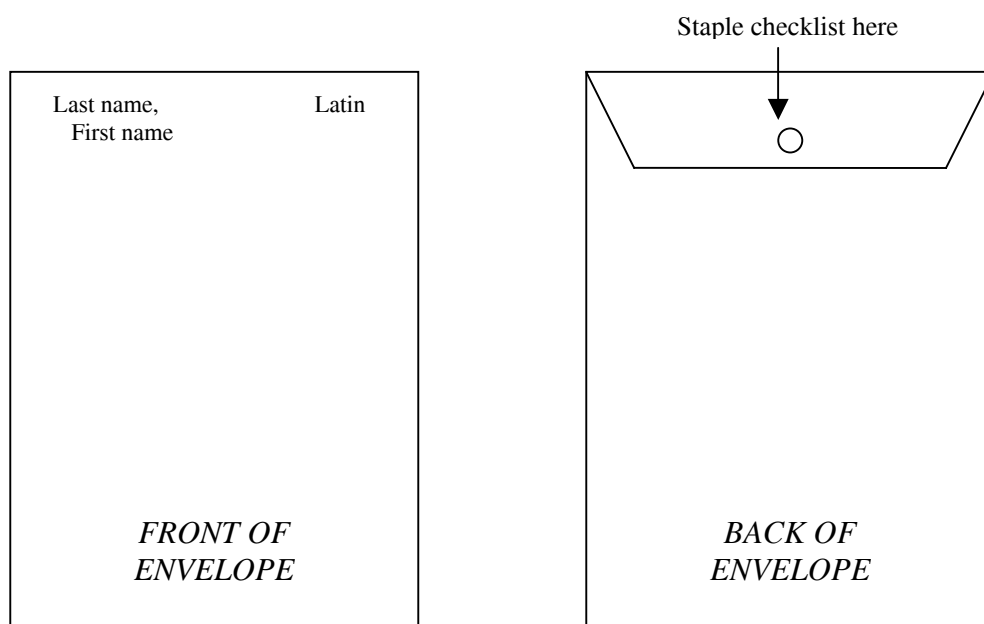 Staple checklist here
Last name, Latin
First name
FRONT OF
ENVELOPE
BACK OF
ENVELOPE